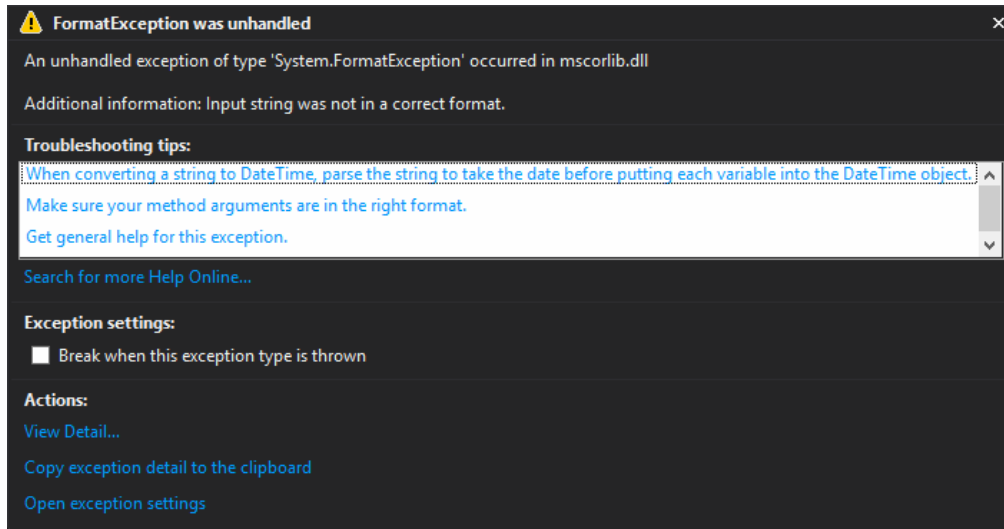 FormatException was unhandled
An unhandled exception of type 'System.FormatException' occurred in mscorlib.dll
Additional information: Input string was not in a correct format.
Troubleshooting tips:
When converting a string to DateTime, parse the string to take the date before putting each variable into the DateTime object.
Make sure your method arguments are in the right format.
Get general help for this exception.
Search for more Help Online...
Exception settings:
Break when this exception type is thrown
Actions:
View Detail...
Copy exception detail to the clipboard
Open exception settings